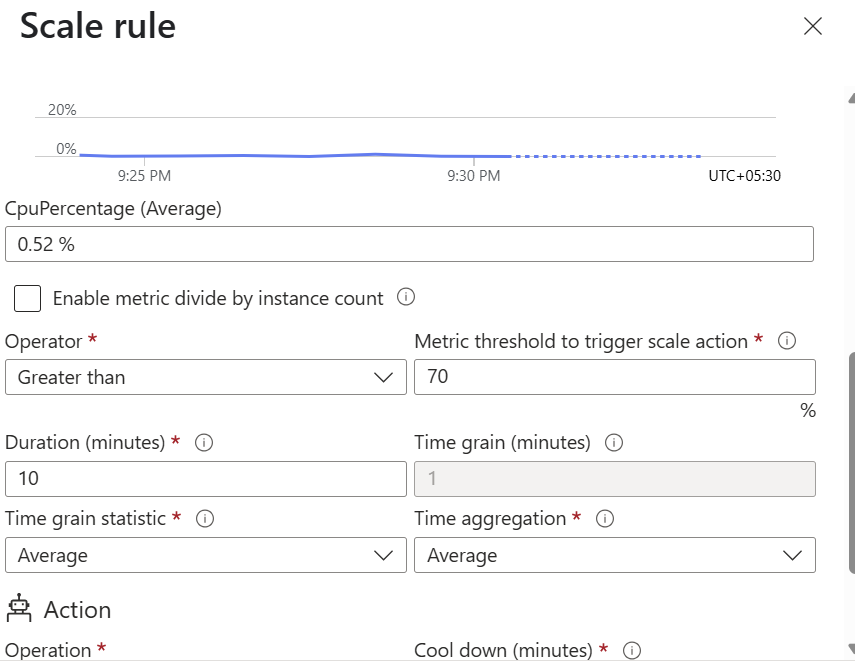 Scale rule
20%
0%
9:25 PM 9:30 PM UTC+05:30
CpuPercentage (Average)
0.52 %
Enable metric divide by instance count
Operator * Metric threshold to trigger scale action *
Greater than 70
%
Duration (minutes) * Time grain (minutes)
10 1
Time grain statistic * Time aggregation *
Average Average
Action
Operation * Cool down (minutes) *